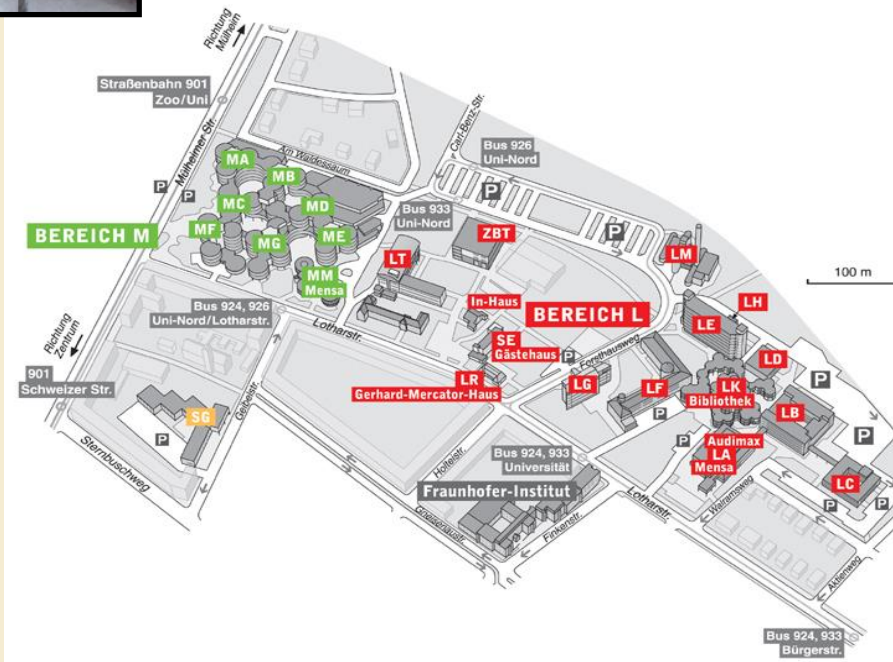 Richtung
Mülheim
Straßenbahn 901
Zoo/Uni
Mülheimer Str.
Carl-Benz-Str.
Bus 926
Uni-Nord
Am Waldessaum
MA
MB
P
P
P
MC
MD
Bus 933
Uni-Nord
MF
BEREICH M
MG
ME
ZBT
P
LT
LM
MM
Mensa
100 m
In-Haus
LH
Bus 924, 926
Uni-Nord/Lotharstr.
Lotharstr.
BEREICH L
LE
Richtung
Zentrum
SE
Gästehaus
P
Forsthausweg
LD
901
Schweizer Str.
LR
Gerhard-Mercator-Haus
LG
LF
LK
Bibliothek
P
SG
Geibelstr.
P
LB
P
P
Audimax
LA
Mensa
P
Sternbuschweg
Holteistr.
Bus 924, 933
Universität
LC
Fraunhofer-Institut
Lotharstr.
Walramsweg
P
P
Gneisenaustr.
Finkenstr.
Aktienweg
Bus 924, 933
Bürgerstr.